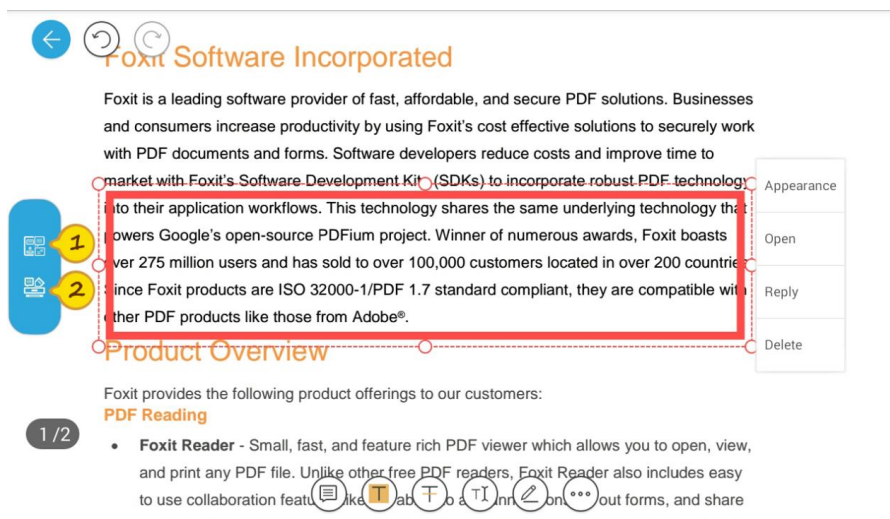 Foxit Software Incorporated
Foxit is a leading software provider of fast, affordable, and secure PDF solutions. Businesses
and consumers increase productivity by using Foxit's cost effective solutions to securely work
with PDF documents and forms. Software developers reduce costs and improve time to
market with Foxit's Software Development Kit (SDKs) to incorporate robust PDF technology
into their application workflows. This technology shares the same underlying technology that
powers Google's open-source PDFium project. Winner of numerous awards, Foxit boasts
over 275 million users and has sold to over 100,000 customers located in over 200 countries
Since Foxit products are ISO 32000-1/PDF 1.7 standard compliant, they are compatible with
other PDF products like those from Adobe®.
Appearance
Open
Reply
Delete
1
2
Product Overview
Foxit provides the following product offerings to our customers:
PDF Reading
1/2
• Foxit Reader - Small, fast, and feature rich PDF viewer which allows you to open, view,
and print any PDF file. Unlike other free PDF readers, Foxit Reader also includes easy
to use collaboration out forms, and share
T
T
T